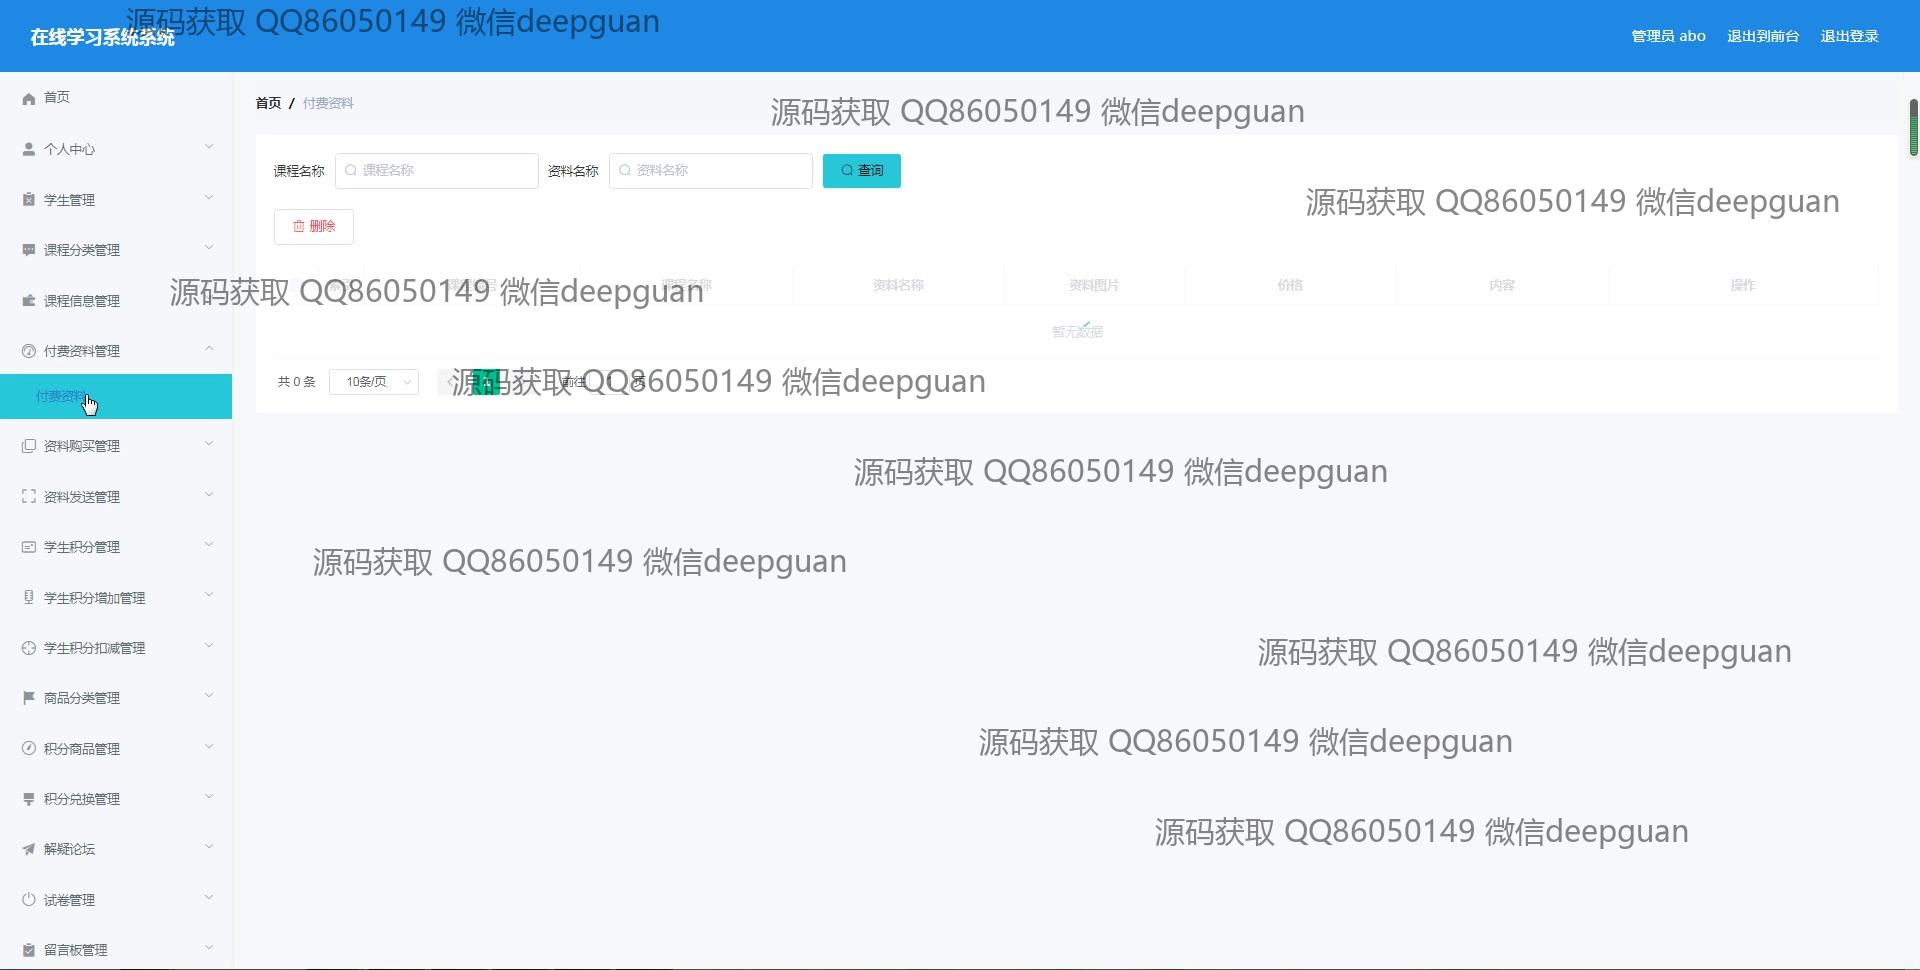 源码获取 QQ86050149 微信deepguan
在线学习系统系统
管理员 abo 退出到前台 退出登录
首页
首页 / 付费资料
源码获取 QQ86050149 微信deepguan
个人中心
课程名称 课程名称 资料名称 资料名称 查询
学生管理
源码获取 QQ86050149 微信deepguan
删除
课程分类管理
源码获取 QQ86050149 微信deepguan
课程名称 资料名称 资料图片 价格 内容 操作
课程信息管理
暂无数据
付费资料管理
共 0 条 10条/页 前往 1 页
源码获取 QQ86050149 微信deepguan
付费资料
资料购买管理
源码获取 QQ86050149 微信deepguan
资料发送管理
学生积分管理
源码获取 QQ86050149 微信deepguan
学生积分增加管理
学生积分扣减管理
源码获取 QQ86050149 微信deepguan
商品分类管理
积分商品管理
源码获取 QQ86050149 微信deepguan
积分兑换管理
源码获取 QQ86050149 微信deepguan
解疑论坛
试卷管理
留言板管理